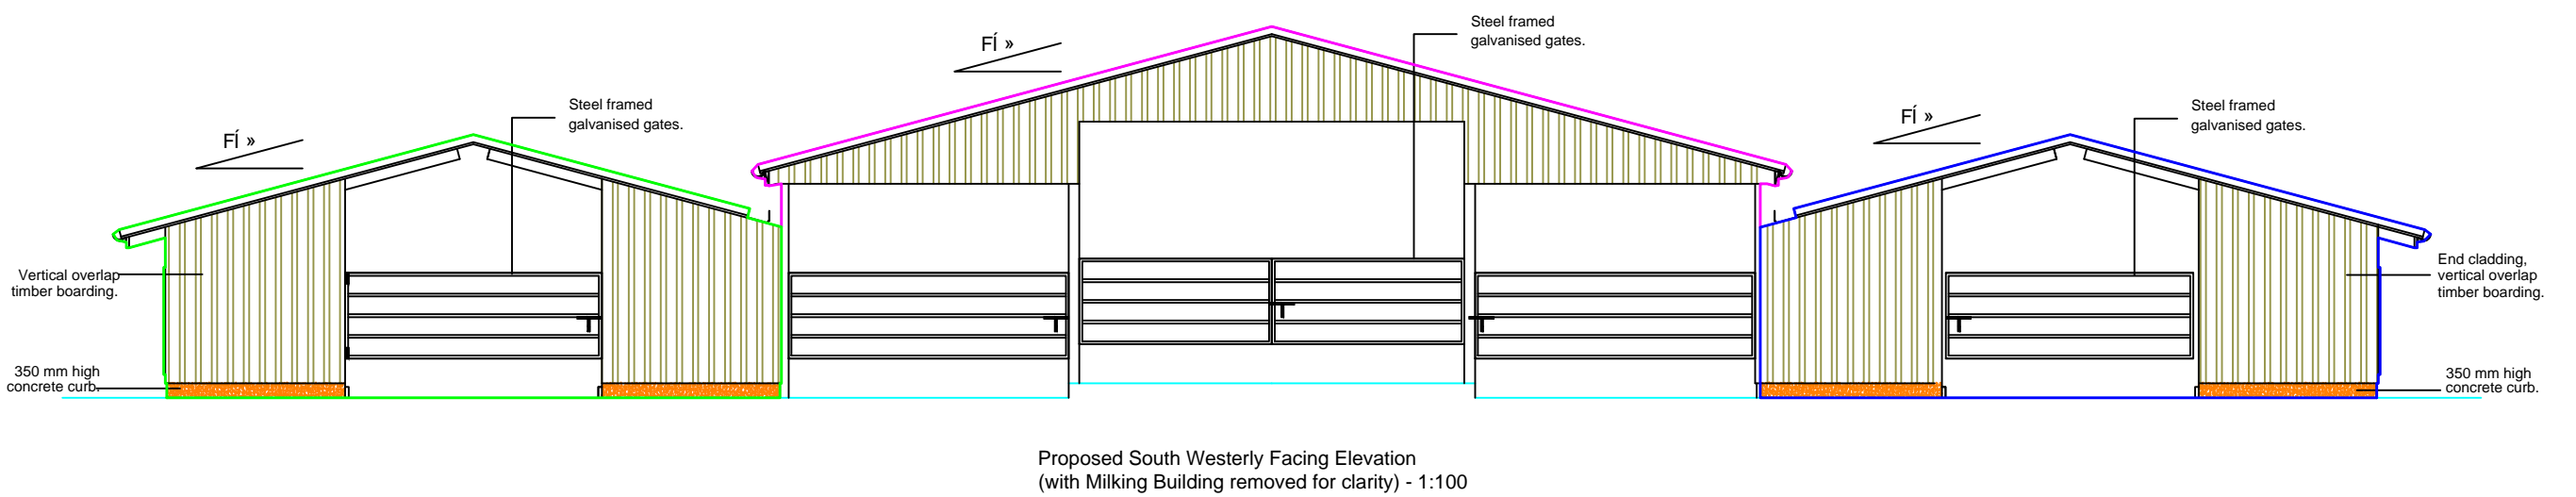 Steel framed
galvanised gates.
FÍ »
Steel framed
galvanised gates.
FÍ »
Steel framed
galvanised gates.
FÍ »
Vertical overlap
timber boarding.
End cladding,
vertical overlap
timber boarding.
350 mm high
concrete curb.
350 mm high
concrete curb.
Proposed South Westerly Facing Elevation
(with Milking Building removed for clarity) - 1:100